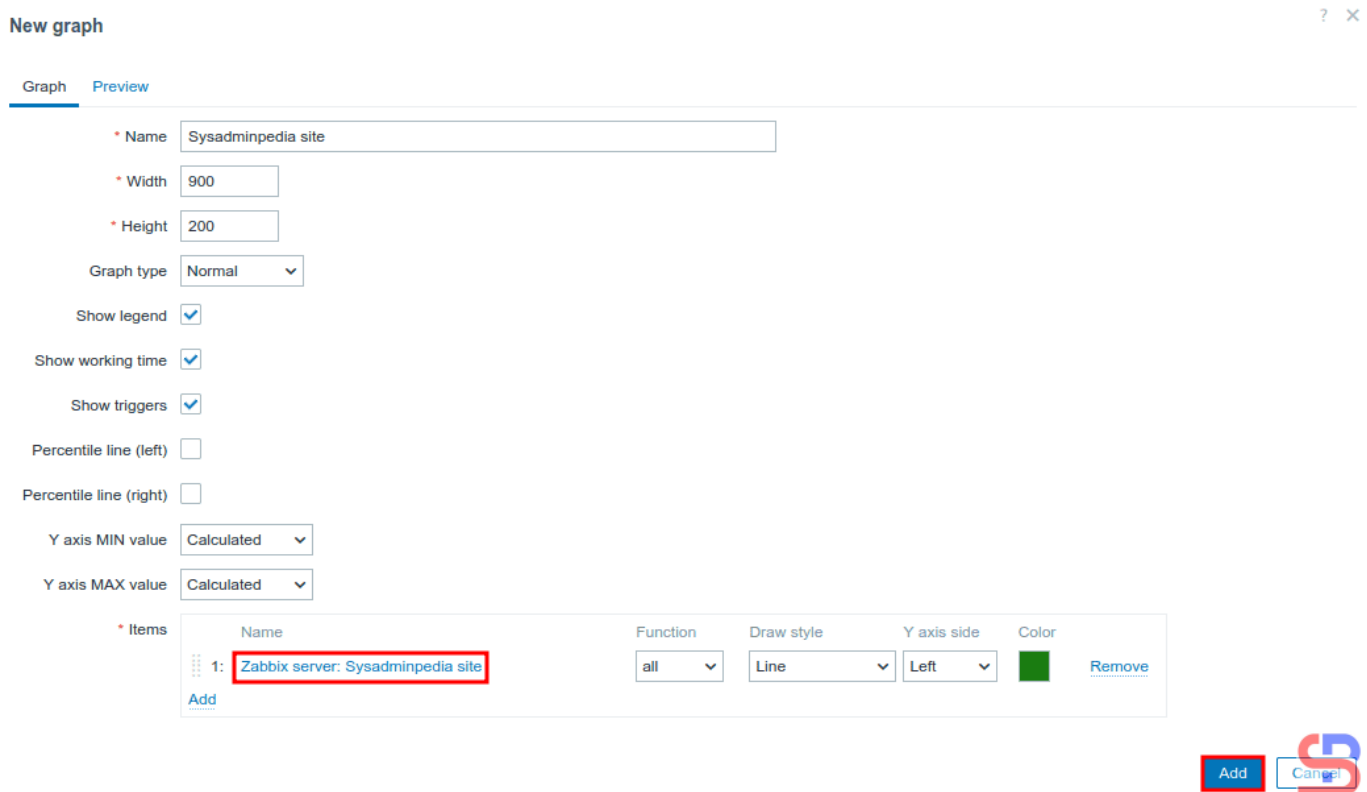 New graph
?
Graph Preview
* Name Sysadminpedia site
* Width 900
* Height 200
Graph type Normal
Show legend
Show working time
Show triggers
Percentile line (left)
Percentile line (right)
Y axis MIN value Calculated
Y axis MAX value Calculated
* Items Name Function Draw style Y axis side Color
1: Zabbix server: Sysadminpedia site all Line Left Remove
Add
Add Cancel